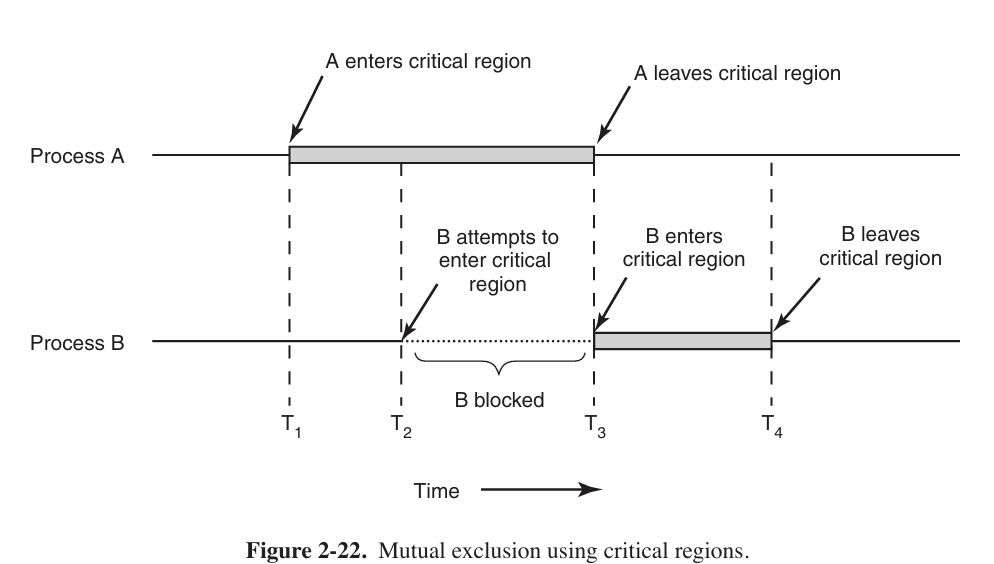 A enters critical region
A leaves critical region
Process A
B attempts to
enter critical
region
B enters
critical region
B leaves
critical region
Process B
B blocked
T1
T2
T3
T4
Time
Figure 2-22. Mutual exclusion using critical regions.